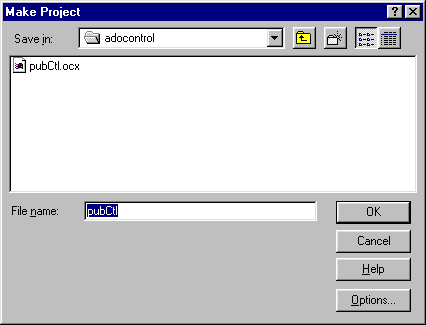 Make Project
Save in: adocontrol
pubCtl.ocx
File name: pubCtl
OK
Cancel
Help
Options...